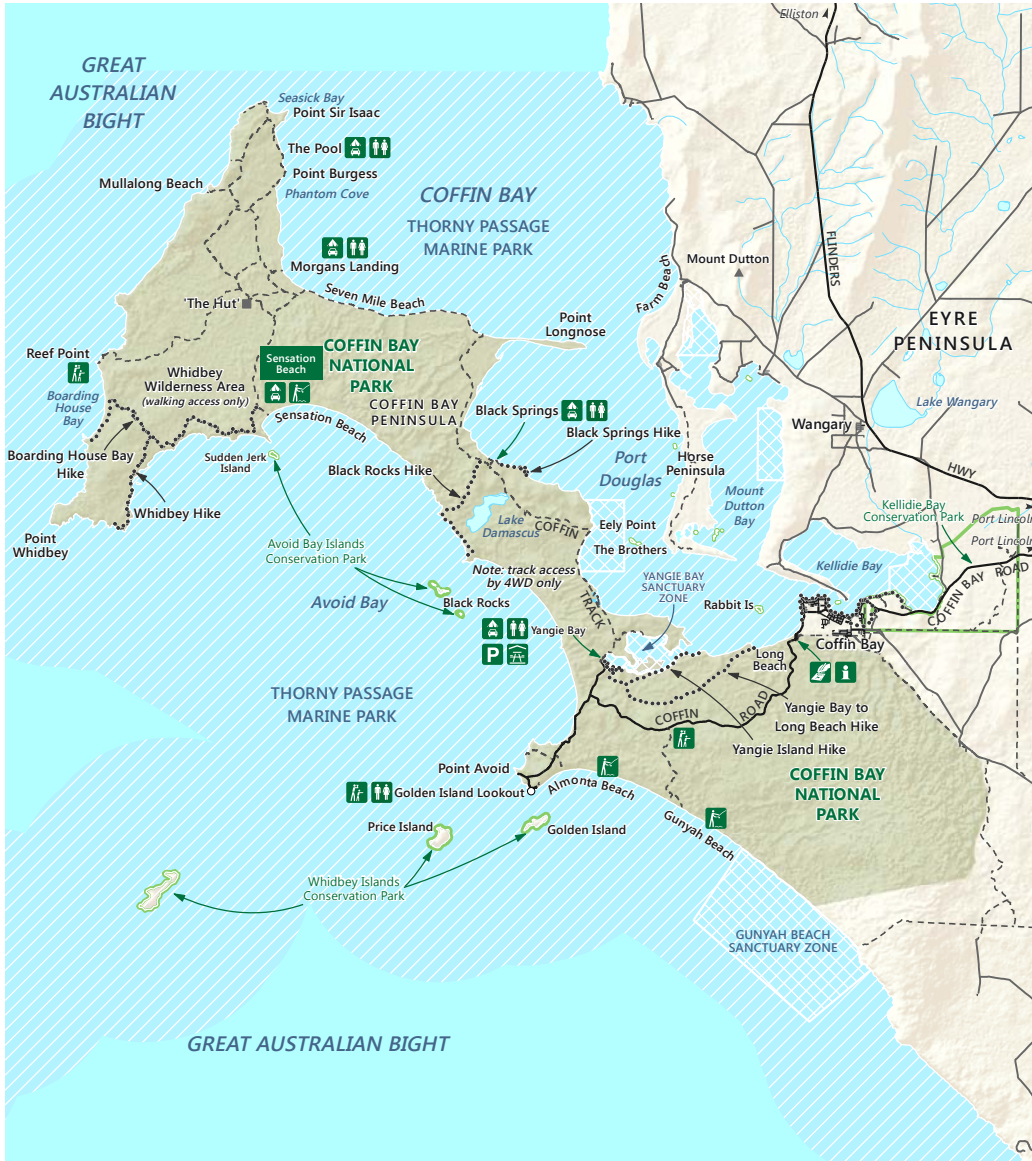 Elliston
GREAT
AUSTRALIAN
BIGHT
Seasick Bay
Point Sir Isaac
The Pool
Point Burgess
Mullalong Beach
Phantom Cove
COFFIN BAY
THORNY PASSAGE
MARINE PARK
FLINDERS
Mount Dutton
Morgans Landing
Farm Beach
Seven Mile Beach
'The Hut'
Point
Longnose
EYRE
PENINSULA
Reef Point
Sensation
Beach
COFFIN BAY
NATIONAL
PARK
Whidbey
Wilderness Area
(walking access only)
Boarding
House
Bay
COFFIN BAY
PENINSULA
Black Springs
Lake Wangary
Sensation Beach
Wangary
Black Springs Hike
Boarding House Bay
Hike
Sudden Jerk
Island
Black Rocks Hike
Port
Douglas
Horse
Peninsula
HWY
Whidbey Hike
Mount
Dutton
Bay
Kellidie Bay
Conservation Park
Port Lincoln
Port Lincoln
Lake
Damascus
COFFIN
Eely Point
The Brothers
Point
Whidbey
Avoid Bay Islands
Conservation Park
Note: track access
by 4WD only
Kellidie Bay
COFFIN BAY ROAD
YANGIE BAY
SANCTUARY
ZONE
TRACK
Avoid Bay
Black Rocks
Rabbit Is
Yangie Bay
P
Coffin Bay
Long
Beach
i
THORNY PASSAGE
MARINE PARK
COFFIN
ROAD
Yangie Bay to
Long Beach Hike
Yangie Island Hike
Point Avoid
COFFIN BAY
NATIONAL
PARK
Golden Island Lookout
Almonta Beach
Gunyah Beach
Price Island
Golden Island
Whidbey Islands
Conservation Park
GUNYAH BEACH
SANCTUARY ZONE
GREAT AUSTRALIAN BIGHT